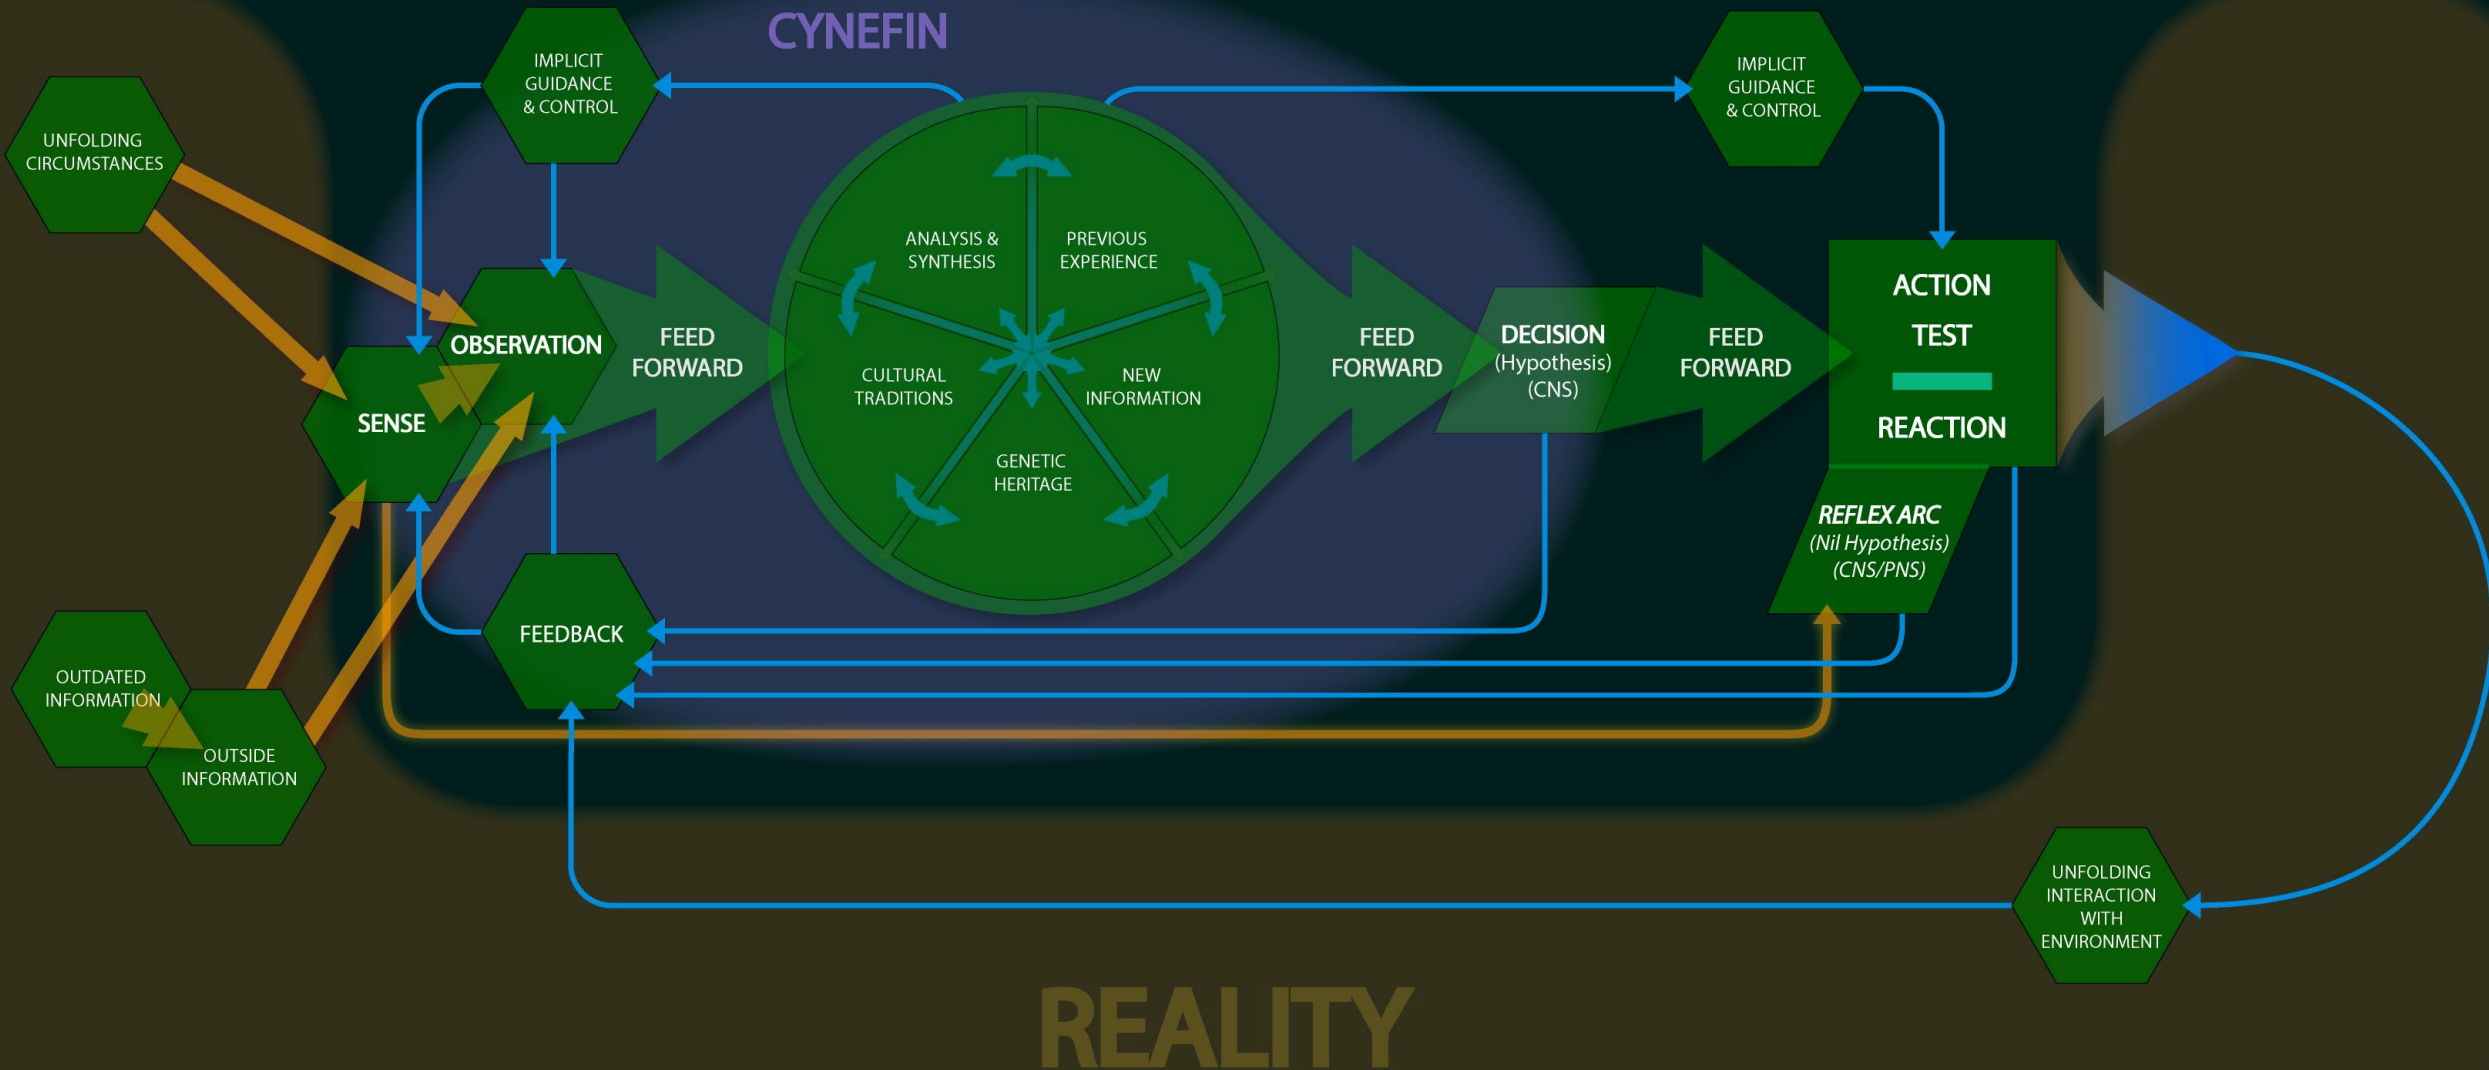 CYNEFIN
IMPLICIT
GUIDANCE
& CONTROL
IMPLICIT
GUIDANCE
& CONTROL
UNFOLDING
CIRCUMSTANCES
ANALYSIS &
SYNTHESIS
PREVIOUS
EXPERIENCE
OBSERVATION
FEED
FORWARD
SENSE
CULTURAL
TRADITIONS
NEW
INFORMATION
GENETIC
HERITAGE
FEED
FORWARD
DECISION
(Hypothesis)
(CNS)
FEED
FORWARD
ACTION
TEST
REACTION
REFLEX ARC
(Nil Hypothesis)
(CNS/PNS)
FEEDBACK
OUTDATED
INFORMATION
OUTSIDE
INFORMATION
UNFOLDING
INTERACTION
WITH
ENVIRONMENT
REALITY